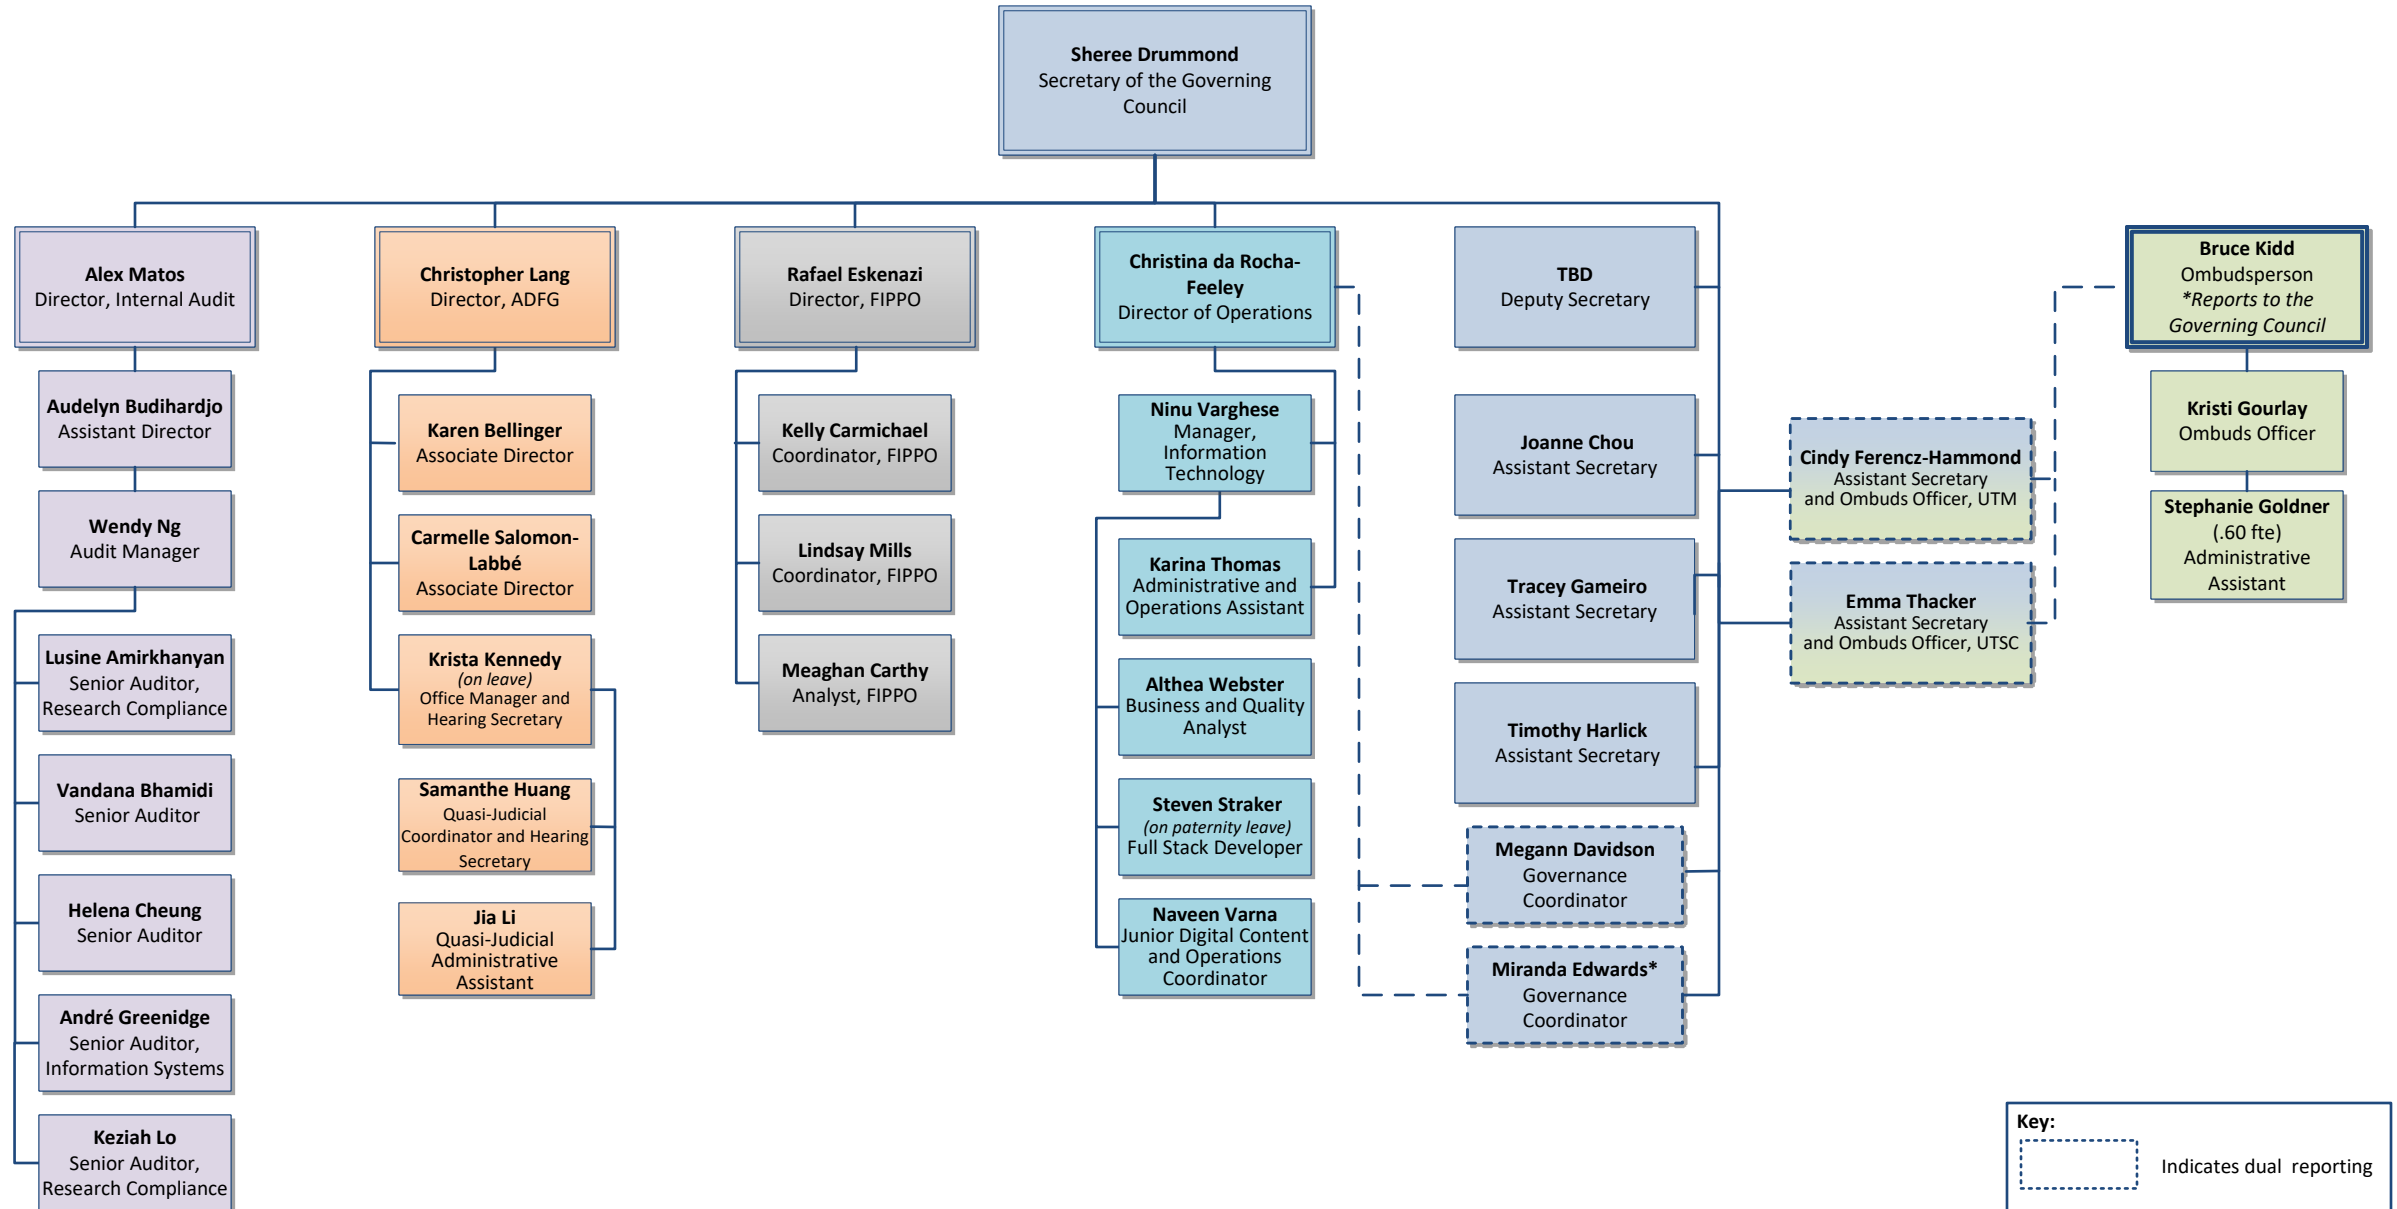 Sheree Drummond
Secretary of the Governing
Council
Alex Matos
Director, Internal Audit
Audelyn Budihardjo
Assistant Director
Wendy Ng
Audit Manager
Lusine Amirkhanyan
Senior Auditor,
Research Compliance
Vandana Bhamidi
Senior Auditor
Helena Cheung
Senior Auditor
André Greenidge
Senior Auditor,
Information Systems
Keziah Lo
Senior Auditor,
Research Compliance
Christopher Lang
Director, ADFG
Karen Bellinger
Associate Director
Carmelle Salomon-
Labbé
Associate Director
Krista Kennedy
(on leave)
Office Manager and
Hearing Secretary
Samanthe Huang
Quasi-Judicial
Coordinator and Hearing
Secretary
Jia Li
Quasi-Judicial
Administrative
Assistant
Rafael Eskenazi
Director, FIPPO
Kelly Carmichael
Coordinator, FIPPO
Lindsay Mills
Coordinator, FIPPO
Meaghan Carthy
Analyst, FIPPO
Christina da Rocha-
Feeley
Director of Operations
Ninu Varghese
Manager,
Information
Technology
Karina Thomas
Administrative and
Operations Assistant
Althea Webster
Business and Quality
Analyst
Steven Straker
(on paternity leave)
Full Stack Developer
Naveen Varna
Junior Digital Content
and Operations
Coordinator
TBD
Deputy Secretary
Joanne Chou
Assistant Secretary
Tracey Gameiro
Assistant Secretary
Timothy Harlick
Assistant Secretary
Megann Davidson
Governance
Coordinator
Miranda Edwards*
Governance
Coordinator
Cindy Ferencz-Hammond
Assistant Secretary
and Ombuds Officer, UTM
Emma Thacker
Assistant Secretary
and Ombuds Officer, UTSC
Bruce Kidd
Ombudsperson
*Reports to the
Governing Council
Kristi Gourlay
Ombuds Officer
Stephanie Goldner
(.60 fte)
Administrative
Assistant
Key:
Indicates dual reporting